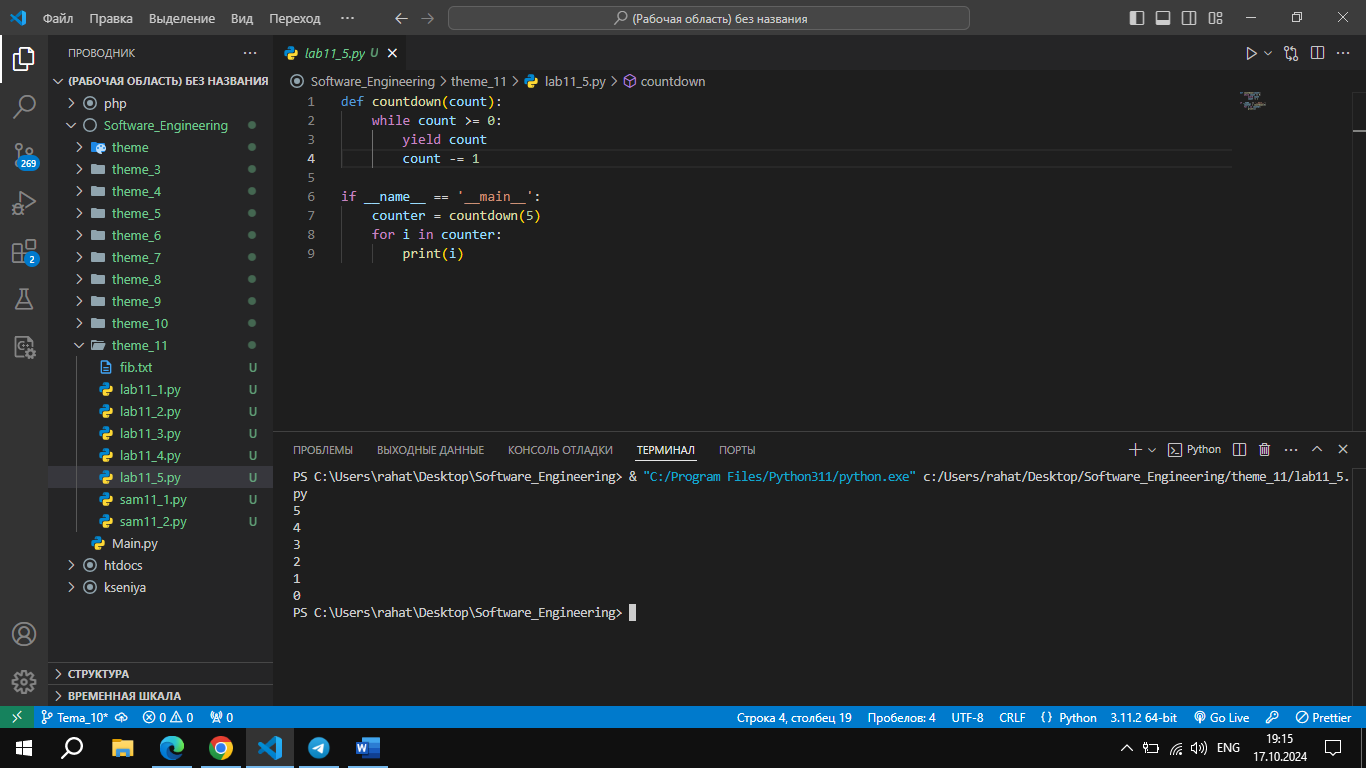 Файл Правка Выделение Вид Переход ··· (Рабочая область) без названия
ПРОВОДНИК ···
(РАБОЧАЯ ОБЛАСТЬ) БЕЗ НАЗВАНИЯ
php
Software_Engineering
theme
theme_3
theme_4
theme_5
theme_6
theme_7
theme_8
theme_9
theme_10
theme_11
fib.txt U
lab11_1.py U
lab11_2.py U
lab11_3.py U
lab11_4.py U
lab11_5.py U
sam11_1.py U
sam11_2.py U
Main.py
htdocs
kseniya
СТРУКТУРА
ВРЕМЕННАЯ ШКАЛА
269
2
lab11_5.py U
Software_Engineering > theme_11 > lab11_5.py > countdown
1 def countdown(count):
2 while count >= 0:
3 yield count
4 count -= 1
5
6 if __name__ == '__main__':
7 counter = countdown(5)
8 for i in counter:
9 print(i)
ПРОБЛЕМЫ ВЫХОДНЫЕ ДАННЫЕ КОНСОЛЬ ОТЛАДКИ ТЕРМИНАЛ ПОРТЫ Python
PS C:\Users\rahat\Desktop\Software_Engineering> & "C:/Program Files/Python311/python.exe" c:/Users/rahat/Desktop/Software_Engineering/theme_11/lab11_5.
py
5
4
3
2
1
0
PS C:\Users\rahat\Desktop\Software_Engineering>
Tema_10* 0 0 0 Строка 4, столбец 19 Пробелов: 4 UTF-8 CRLF Python 3.11.2 64-bit Go Live Prettier
ENG 19:15
17.10.2024